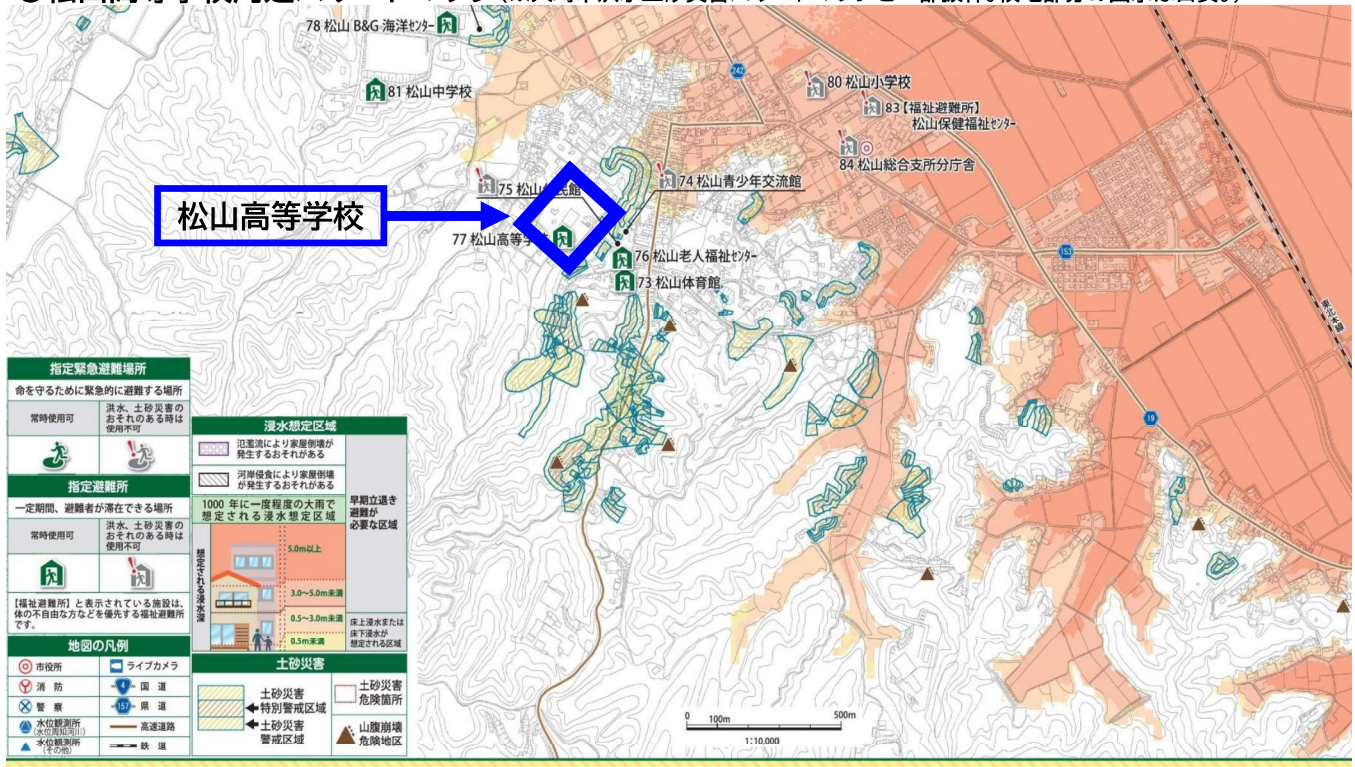 78 松山 B&G 海洋センター
81 松山中学校
242
80 松山小学校
83【福祉避難所】
松山保健福祉センター
84 松山総合支所分庁舎
74 松山青少年交流館
75 松山
民館
松山高等学校
77 松山高等学
76 松山老人福祉センター
73 松山体育館
153
東北本線
19
指定緊急避難場所
命を守るために緊急的に避難する場所
常時使用可
洪水、土砂災害の
おそれのある時は
使用不可
指定避難所
一定期間、避難者が滞在できる場所
常時使用可
洪水、土砂災害の
おそれのある時は
使用不可
【福祉避難所】と表示されている施設は、
体の不自由な方などを優先する福祉避難所
です。
地図の凡例
市役所
ライブカメラ
消 防
4 国 道
警 察
157 県 道
水位観測所
(水位周知河川)
高速道路
水位観測所
(その他)
鉄 道
浸水想定区域
氾濫流により家屋倒壊が
発生するおそれがある
河岸侵食により家屋倒壊
が発生するおそれがある
早期立退き
避難が
必要な区域
1000 年に一度程度の大雨で
想定される浸水想定区域
想定される浸水深
5.0m以上
3.0〜5.0m未満
0.5〜3.0m未満
0.5m未満
床上浸水または
床下浸水が
想定される区域
土砂災害
土砂災害
特別警戒区域
土砂災害
警戒区域
土砂災害
危険箇所
山腹崩壊
危険地区
0 100m 500m
1:10,000